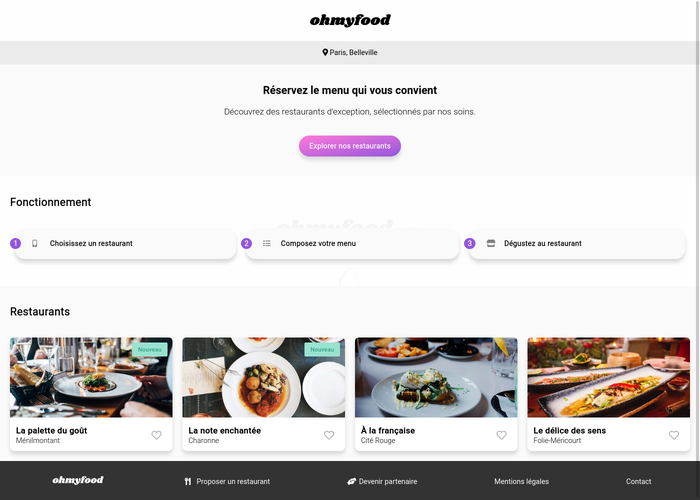 ohmyfood
Paris, Belleville
Réservez le menu qui vous convient
Découvrez des restaurants d'exception, sélectionnés par nos soins.
Explorer nos restaurants
Fonctionnement
ohmyfood
1 Choisissez un restaurant
2 Composez votre menu
3 Dégustez au restaurant
Restaurants
Nouveau
Nouveau
La palette du goût
Ménilmontant
La note enchantée
Charonne
À la française
Cité Rouge
Le délice des sens
Folie-Méricourt
ohmyfood
Proposer un restaurant
Devenir partenaire
Mentions légales
Contact